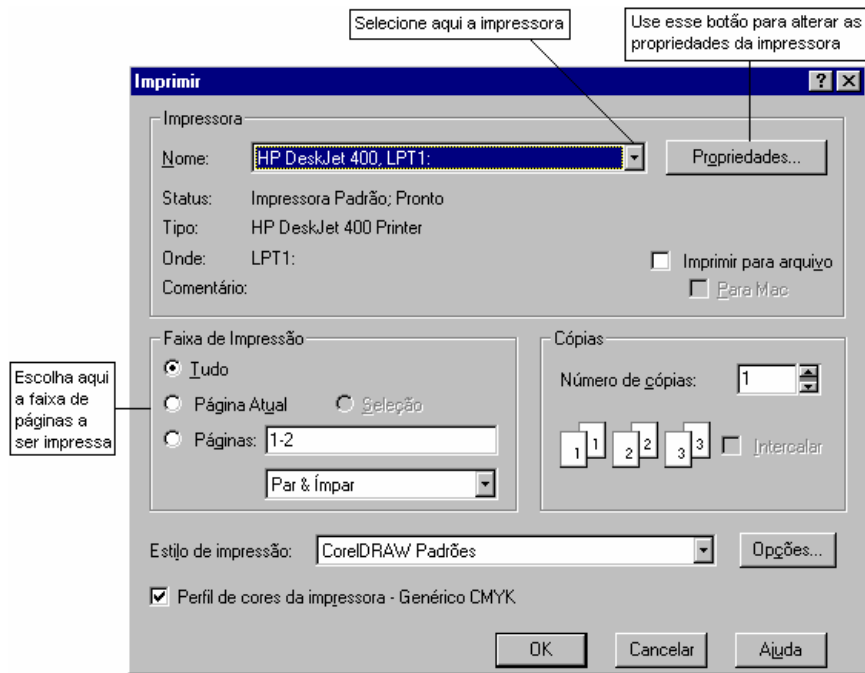 Selecione aqui a impressora
Use esse botão para alterar as
propriedades da impressora
Imprimir
Impressora
Nome: HP DeskJet 400, LPT1: Propriedades...
Status: Impressora Padrão; Pronto
Tipo: HP DeskJet 400 Printer
Onde: LPT1:
Imprimir para arquivo
Comentário:
Para Mac
Faixa de Impressão
Tudo
Página Atual Seleção
Páginas: 1-2
Par & Ímpar
Escolha aqui
a faixa de
páginas a
ser impressa
Cópias
Número de cópias: 1
1 1 2 2 3 3 Intercalar
Estilo de impressão: CorelDRAW Padrões Opções...
Perfil de cores da impressora - Genérico CMYK
OK Cancelar Ajuda